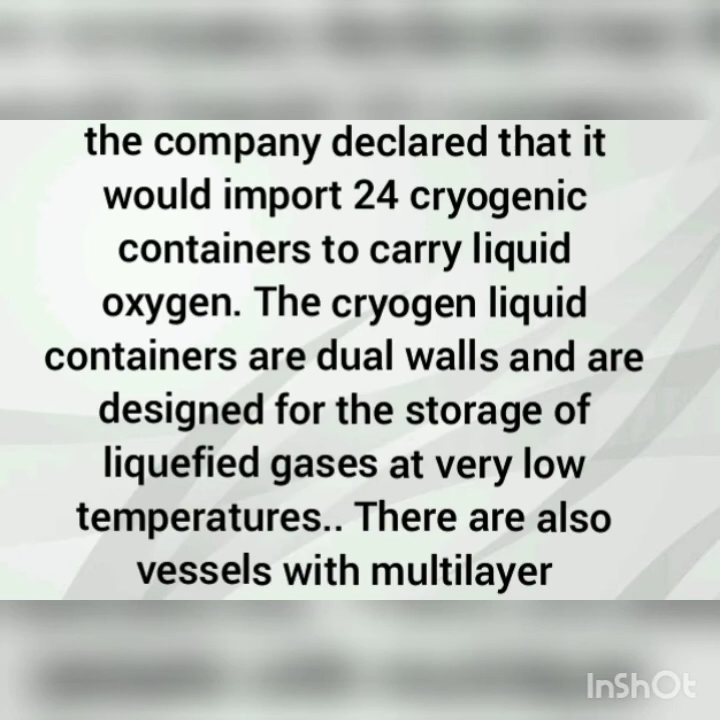 the company declared that it
would import 24 cryogenic
containers to carry liquid
oxygen. The cryogen liquid
containers are dual walls and are
designed for the storage of
liquefied gases at very low
temperatures.. There are also
vessels with multilayer
InShOt